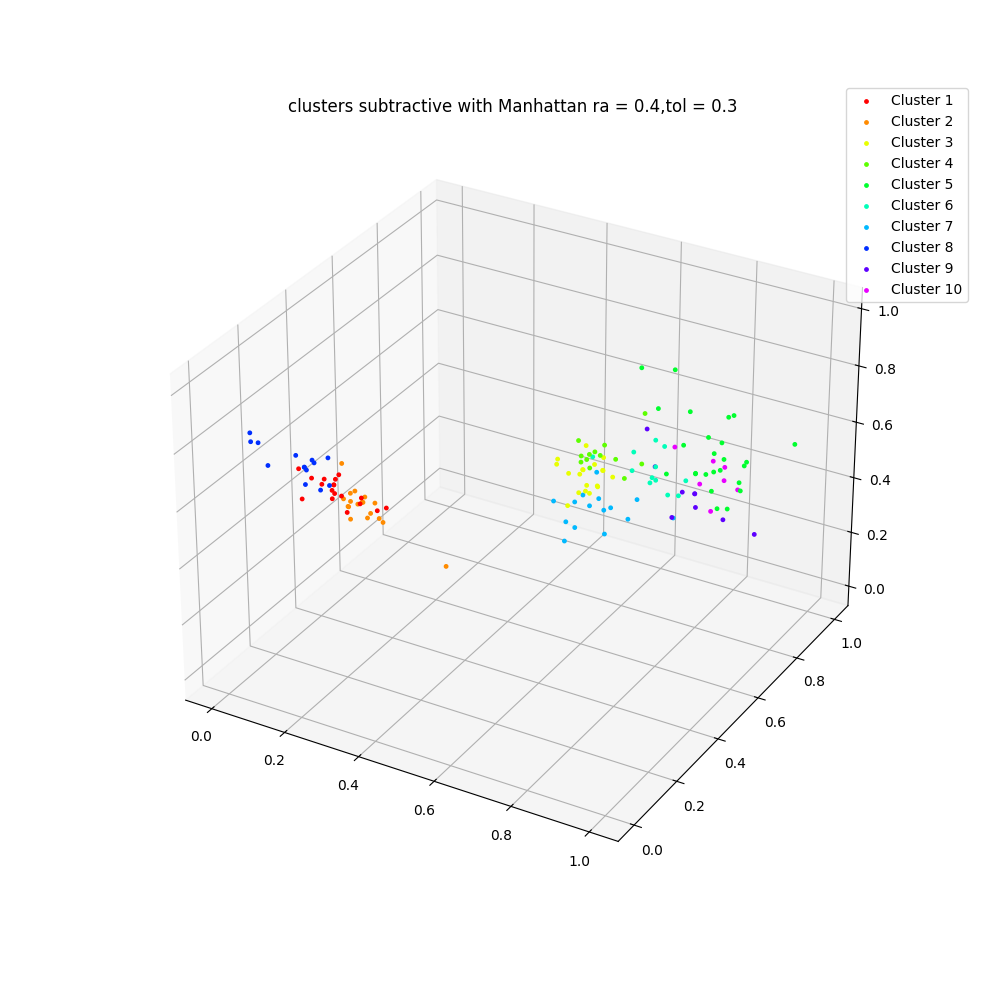 clusters subtractive with Manhattan ra = 0.4,tol = 0.3
Cluster 1
Cluster 2
Cluster 3
Cluster 4
Cluster 5
Cluster 6
Cluster 7
Cluster 8
Cluster 9
Cluster 10
1.0
0.8
0.6
0.4
0.2
0.0
1.0
0.8
0.6
0.4
0.2
0.0
0.0
0.2
0.4
0.6
0.8
1.0